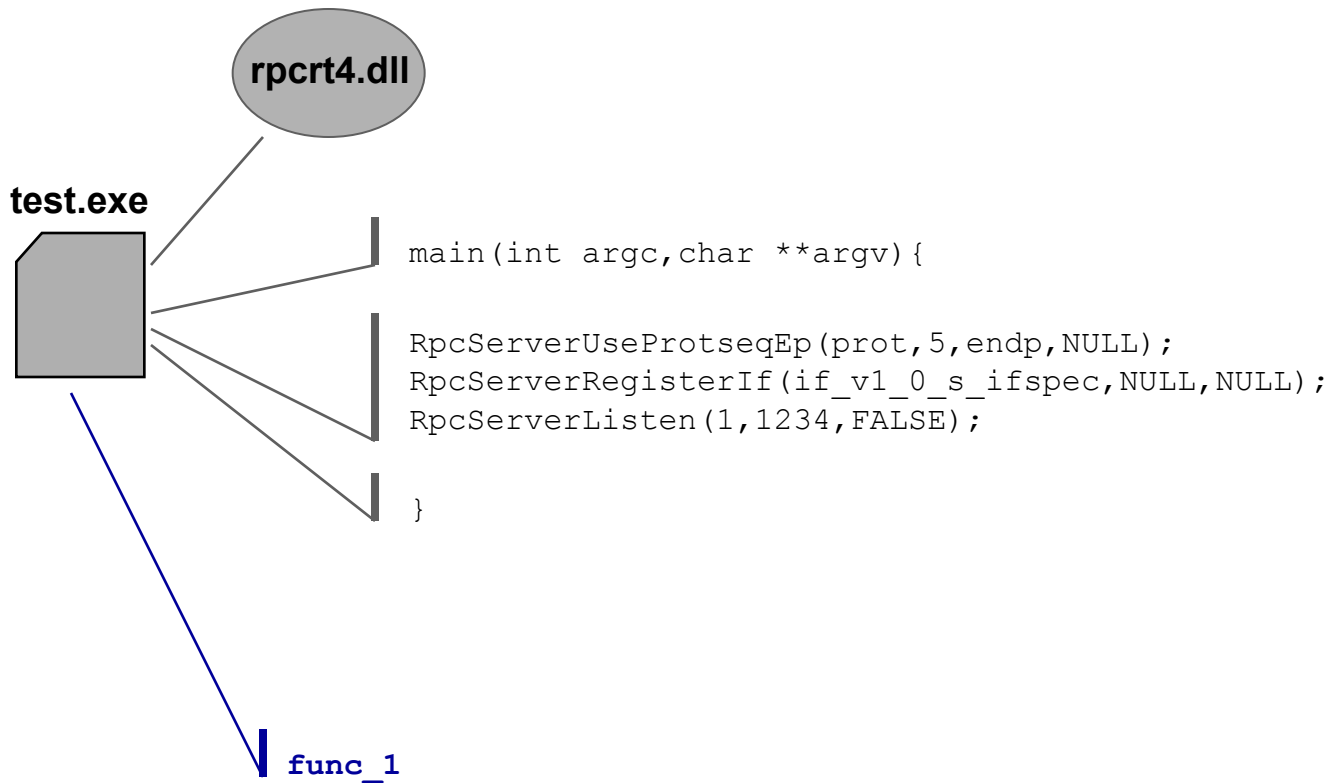 rpcrt4.dll
test.exe
main(int argc,char **argv){
RpcServerUseProtseqEp(prot,5,endp,NULL);
RpcServerRegisterIf(if_v1_0_s_ifspec,NULL,NULL);
RpcServerListen(1,1234,FALSE);
}
func_1